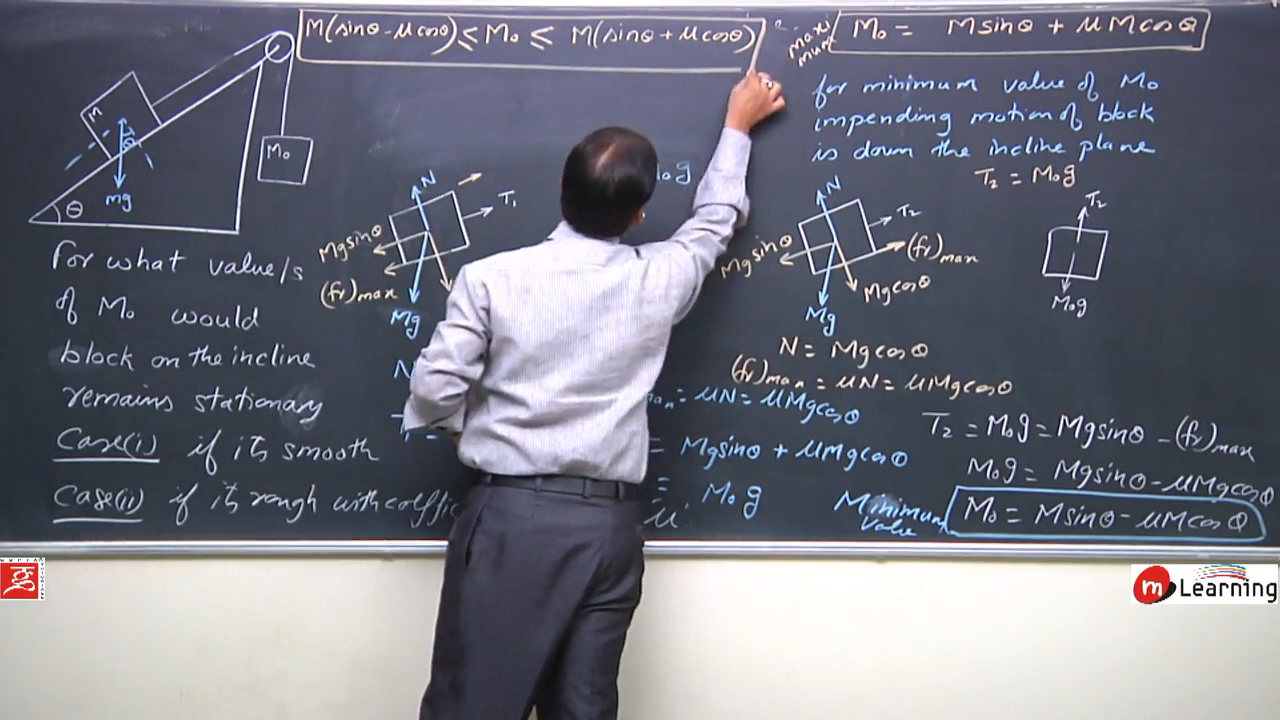 M(sinθ-μcosθ) ≤ M₀ ≤ M(sinθ+μcosθ)
maxi
mum
M₀ = Msinθ + μMcosθ
M
M₀
mg
θ
For what value/s
of M₀ would
block on the incline
remains stationary
Case(i) if its smooth
Case(ii) if its rough with coeffic
μ'
N
T₁
Mgsinθ
(fr)max
Mg
N
₀g
= μN = μMgcosθ
= Mgsinθ + μMgcosθ
= M₀g
for minimum value of M₀
impending motion of block
is down the incline plane
T₂ = M₀g
N
T₂
Mgsinθ
(fr)max
Mgcosθ
Mg
T₂
M₀g
N = Mgcosθ
(fr)max = μN = μMgcosθ
T₂ = M₀g = Mgsinθ - (fr)max
M₀g = Mgsinθ - μMgcosθ
Minimum
value
M₀ = Msinθ - μMcosθ
m Learning